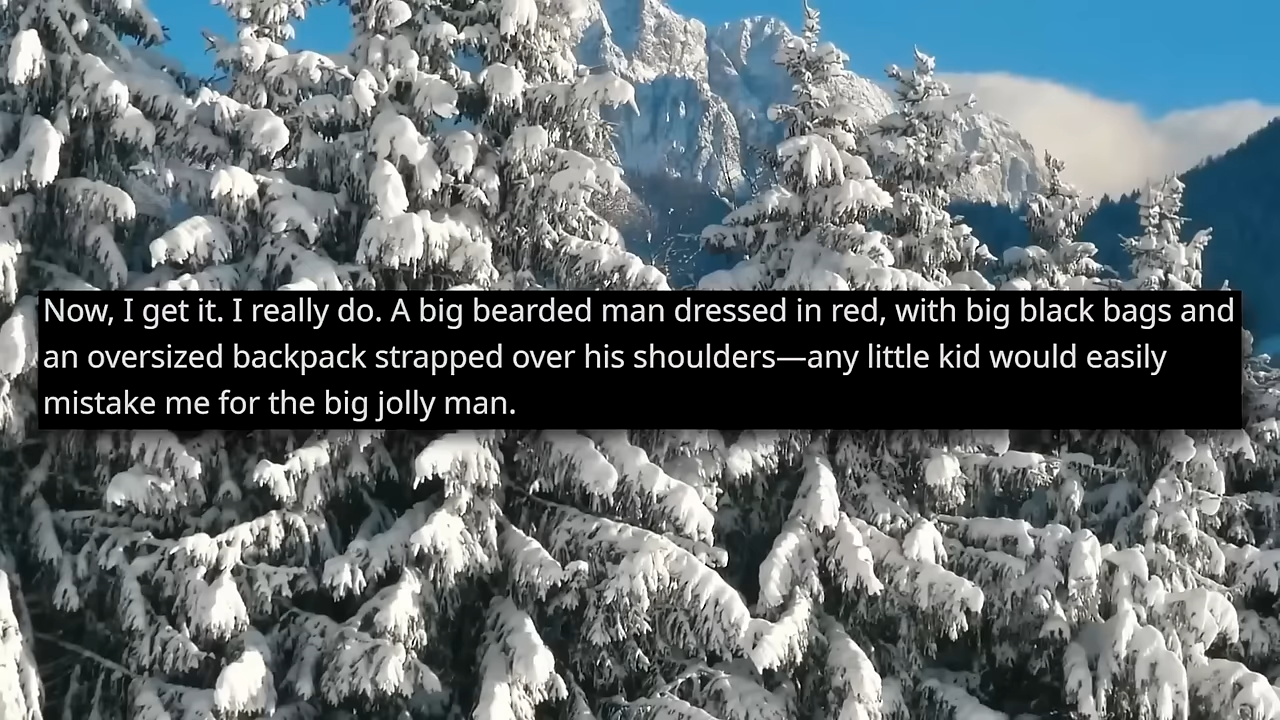 Now, I get it. I really do. A big bearded man dressed in red, with big black bags and
an oversized backpack strapped over his shoulders—any little kid would easily
mistake me for the big jolly man.